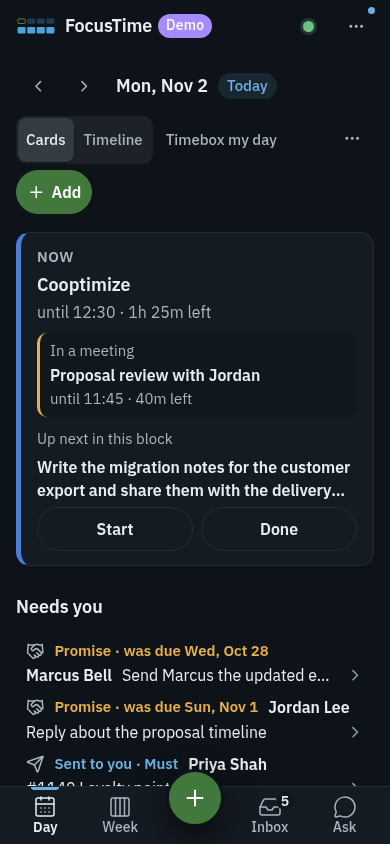 FocusTime Demo
Mon, Nov 2 Today
Cards Timeline Timebox my day
+ Add
NOW
Cooptimize
until 12:30 · 1h 25m left
In a meeting
Proposal review with Jordan
until 11:45 · 40m left
Up next in this block
Write the migration notes for the customer
export and share them with the delivery...
Start Done
Needs you
Promise · was due Wed, Oct 28
Marcus Bell Send Marcus the updated e...
Promise · was due Sun, Nov 1 Jordan Lee
Reply about the proposal timeline
Sent to you · Must Priya Shah
Day Week Inbox 5 Ask